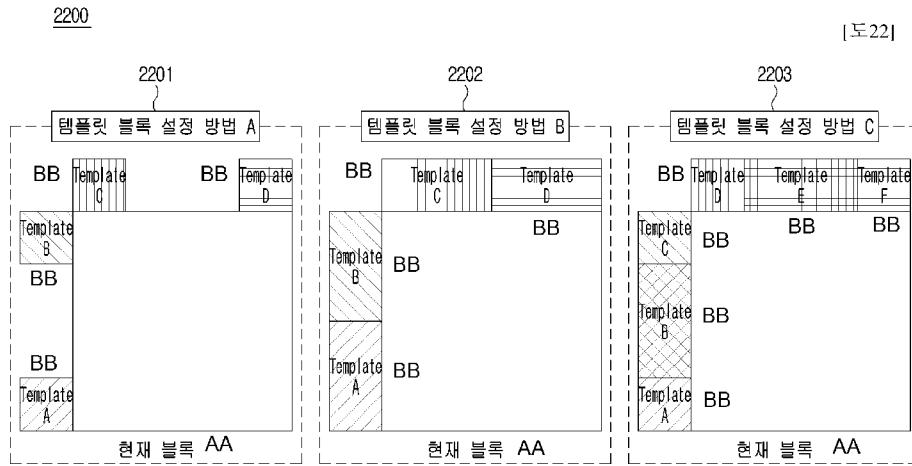 2200
[도22]
2201
2202
2203
템플릿 블록 설정 방법 A
템플릿 블록 설정 방법 B
템플릿 블록 설정 방법 C
BB
Template
C
BB
Template
D
Template
B
BB
BB
Template
A
현재 블록 AA
BB
Template
C
Template
D
BB
Template
B
BB
Template
A
BB
현재 블록 AA
BB
Template
D
Template
E
Template
F
BB
BB
Template
C
BB
Template
B
BB
Template
A
BB
현재 블록 AA